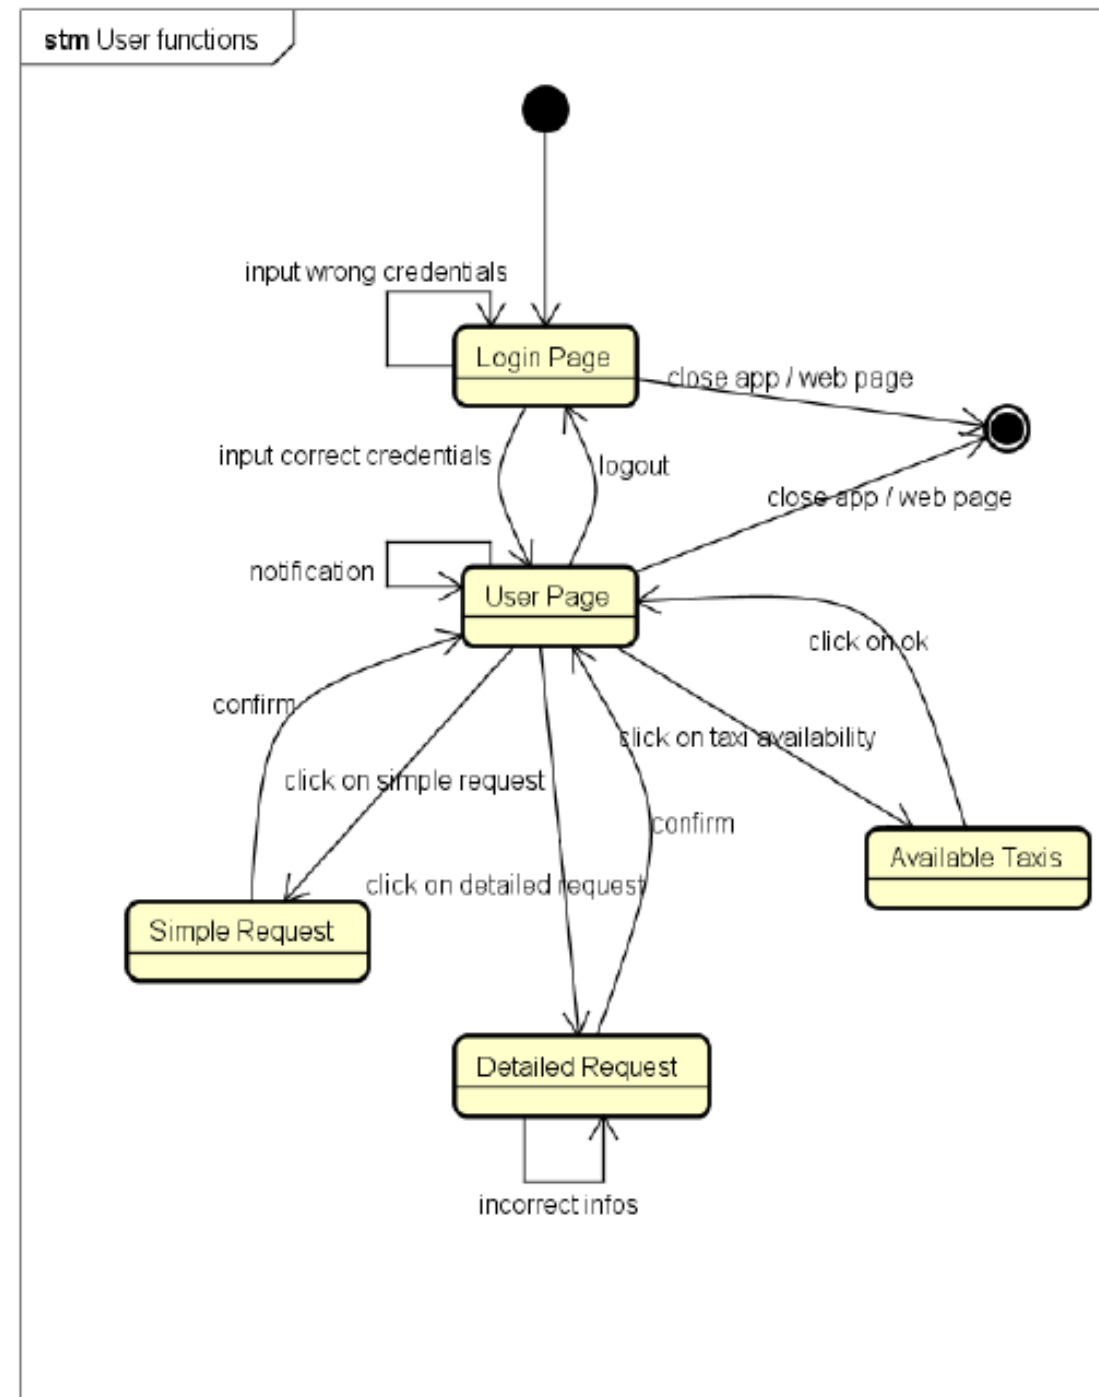 stm User functions
input wrong credentials
Login Page
close app / web page
input correct credentials
logout
close app / web page
notification
User Page
click on ok
confirm
click on taxi availability
click on simple request
confirm
Available Taxis
click on detailed request
Simple Request
Detailed Request
incorrect infos